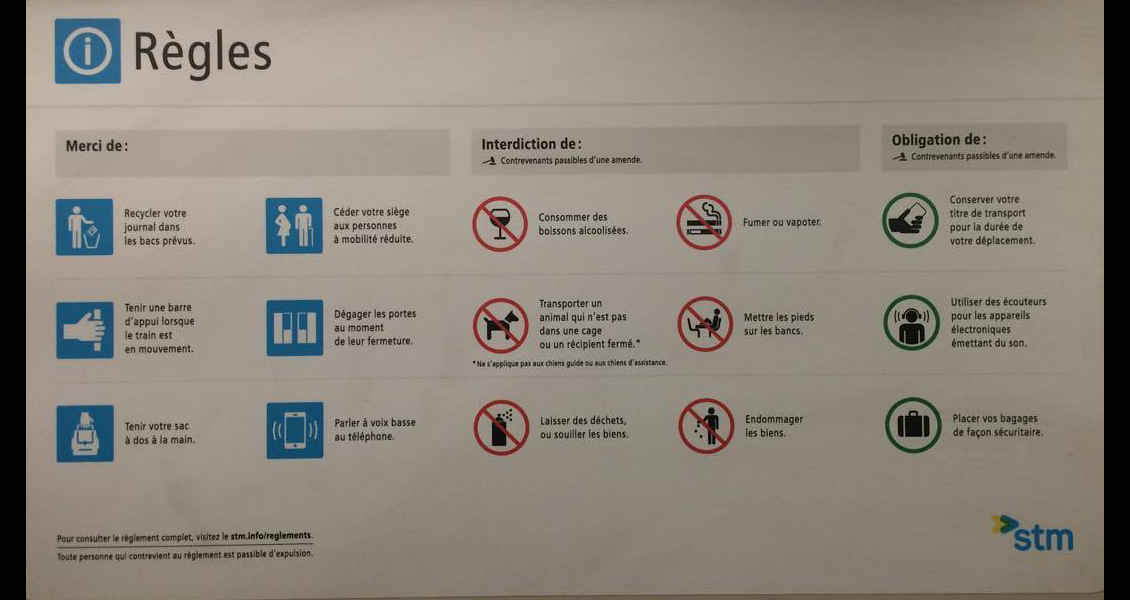 i Règles
Merci de:
Recycler votre
journal dans
les bacs prévus.
Céder votre siège
aux personnes
à mobilité réduite.
Tenir une barre
d'appui lorsque
le train est
en mouvement.
Dégager les portes
au moment
de leur fermeture.
Tenir votre sac
à dos à la main.
Parler à voix basse
au téléphone.
Interdiction de:
Contrevenants passibles d'une amende.
Consommer des
boissons alcoolisées.
Fumer ou vapoter.
Transporter un
animal qui n'est pas
dans une cage
ou un récipient fermé.*
*Ne s'applique pas aux chiens guide ou aux chiens d'assistance.
Mettre les pieds
sur les bancs.
Laisser des déchets,
ou souiller les biens.
Endommager
les biens.
Obligation de:
Contrevenants passibles d'une amende.
Conserver votre
titre de transport
pour la durée de
votre déplacement.
Utiliser des écouteurs
pour les appareils
électroniques
émettant du son.
Placer vos bagages
de façon sécuritaire.
Pour consulter le règlement complet, visitez le stm.info/reglements.
Toute personne qui contrevient au règlement est passible d'expulsion.
stm